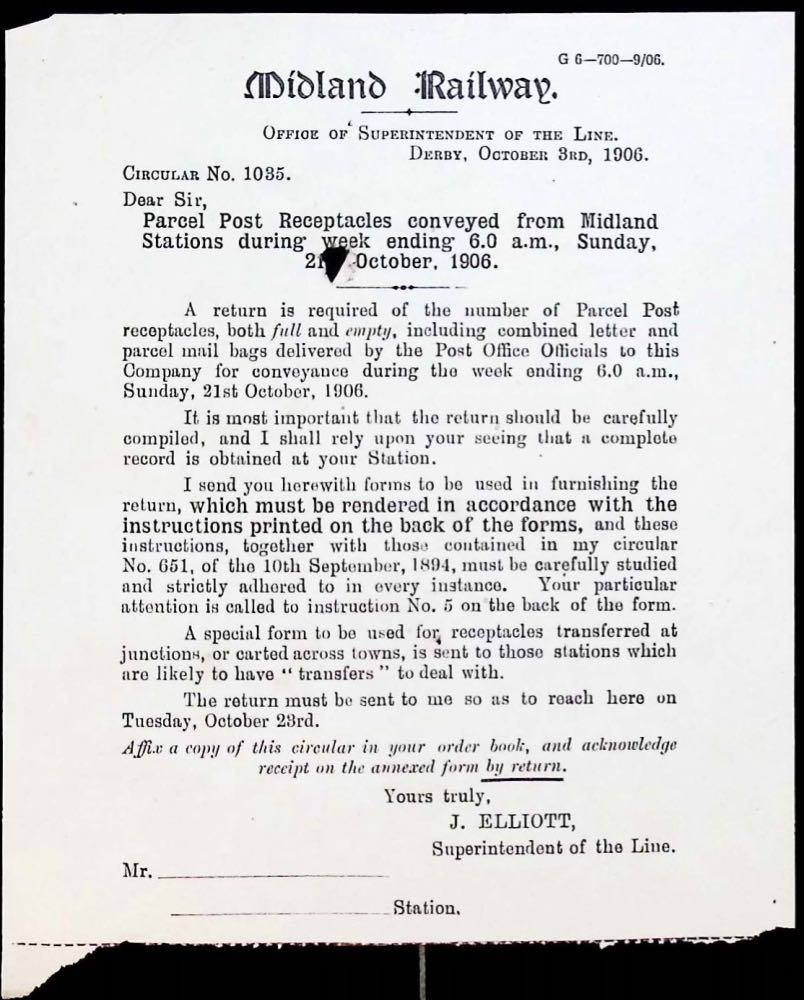 G 6—700—9/06.
Midland Railway.
OFFICE OF SUPERINTENDENT OF THE LINE.
DERBY, OCTOBER 3RD, 1906.
CIRCULAR No. 1035.
Dear Sir,
Parcel Post Receptacles conveyed from Midland
Stations during week ending 6.0 a.m., Sunday,
21 October, 1906.
A return is required of the number of Parcel Post
receptacles, both full and empty, including combined letter and
parcel mail bags delivered by the Post Office Officials to this
Company for conveyance during the week ending 6.0 a.m.,
Sunday, 21st October, 1906.
It is most important that the return should be carefully
compiled, and I shall rely upon your seeing that a complete
record is obtained at your Station.
I send you herewith forms to be used in furnishing the
return, which must be rendered in accordance with the
instructions printed on the back of the forms, and these
instructions, together with those contained in my circular
No. 651, of the 10th September, 1894, must be carefully studied
and strictly adhered to in every instance. Your particular
attention is called to instruction No. 5 on the back of the form.
A special form to be used for receptacles transferred at
junctions, or carted across towns, is sent to those stations which
are likely to have “ transfers ” to deal with.
The return must be sent to me so as to reach here on
Tuesday, October 23rd.
Affix a copy of this circular in your order book, and acknowledge
receipt on the annexed form by return.
Yours truly,
J. ELLIOTT,
Superintendent of the Line.
Mr.
Station.